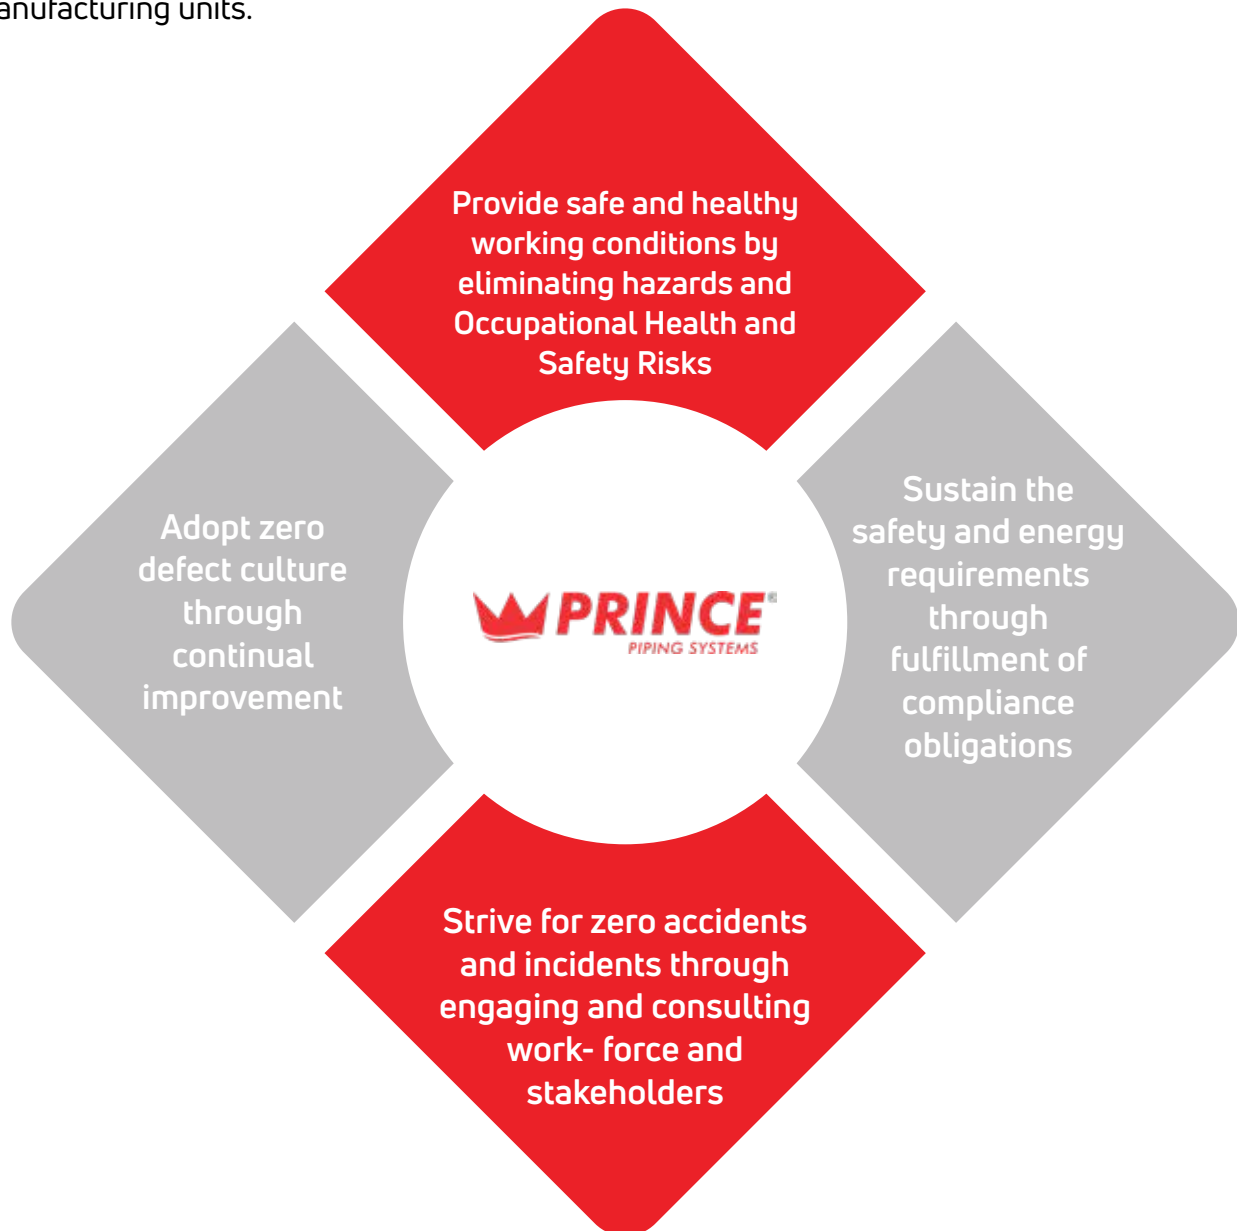 anufacturing units.
Provide safe and healthy
working conditions by
eliminating hazards and
Occupational Health and
Safety Risks
Adopt zero
defect culture
through
continual
improvement
PRINCE®
PIPING SYSTEMS
Sustain the
safety and energy
requirements
through
fulfillment of
compliance
obligations
Strive for zero accidents
and incidents through
engaging and consulting
work- force and
stakeholders